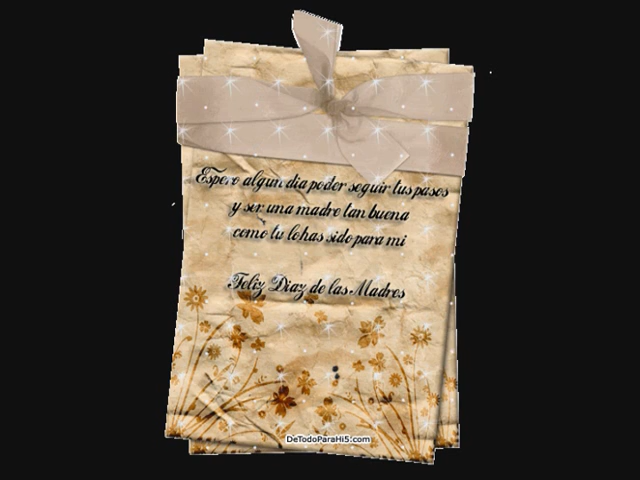 Espero algun dia poder seguir tus pasos
y ser una madre tan buena
como tu lo has sido para mi
Feliz Diaz de las Madres
DeTodoParaHi5.com